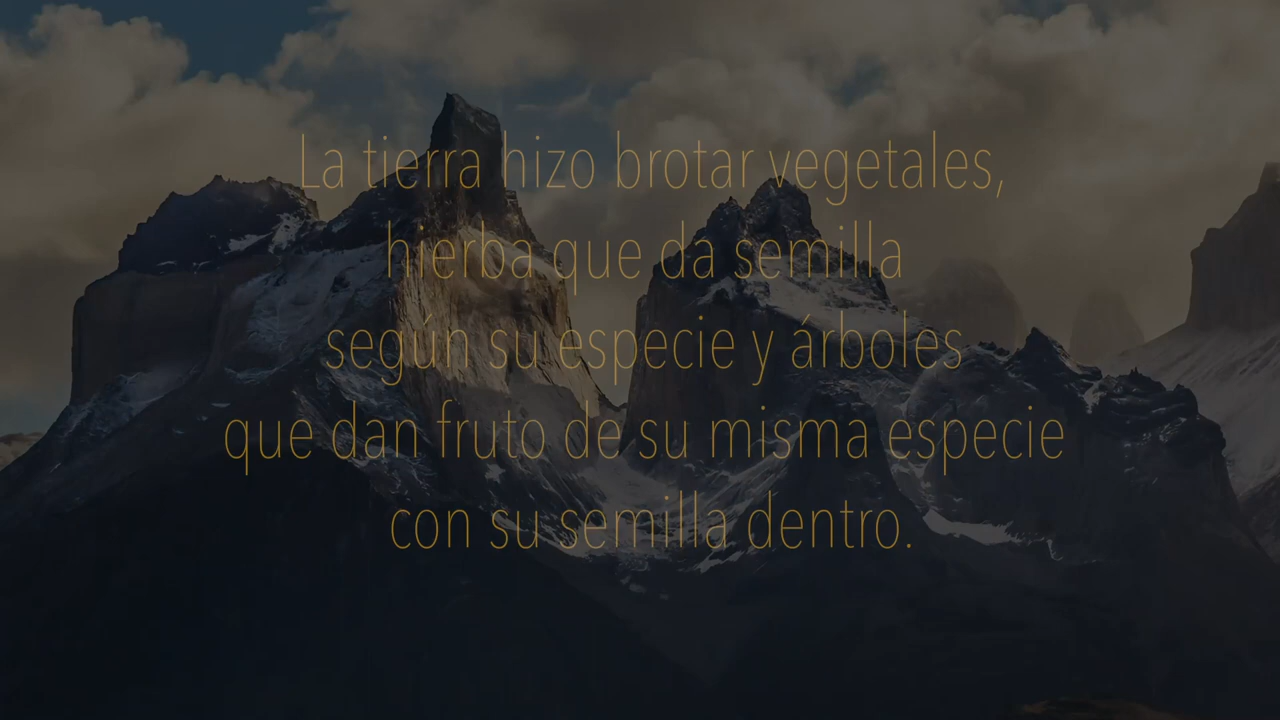 La tierra hizo brotar vegetales,
hierba que da semilla
según su especie y árboles
que dan fruto de su misma especie
con su semilla dentro.